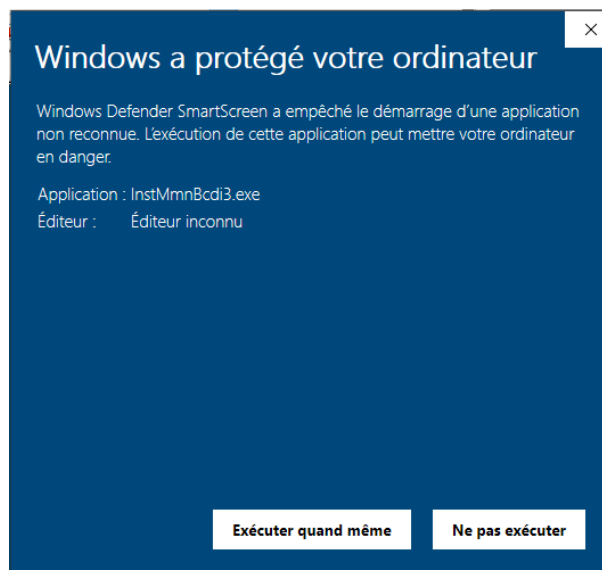 Windows a protégé votre ordinateur
Windows Defender SmartScreen a empêché le démarrage d'une application
non reconnue. L'exécution de cette application peut mettre votre ordinateur
en danger.
Application : InstMmnBcdi3.exe
Éditeur : Éditeur inconnu
Exécuter quand même
Ne pas exécuter